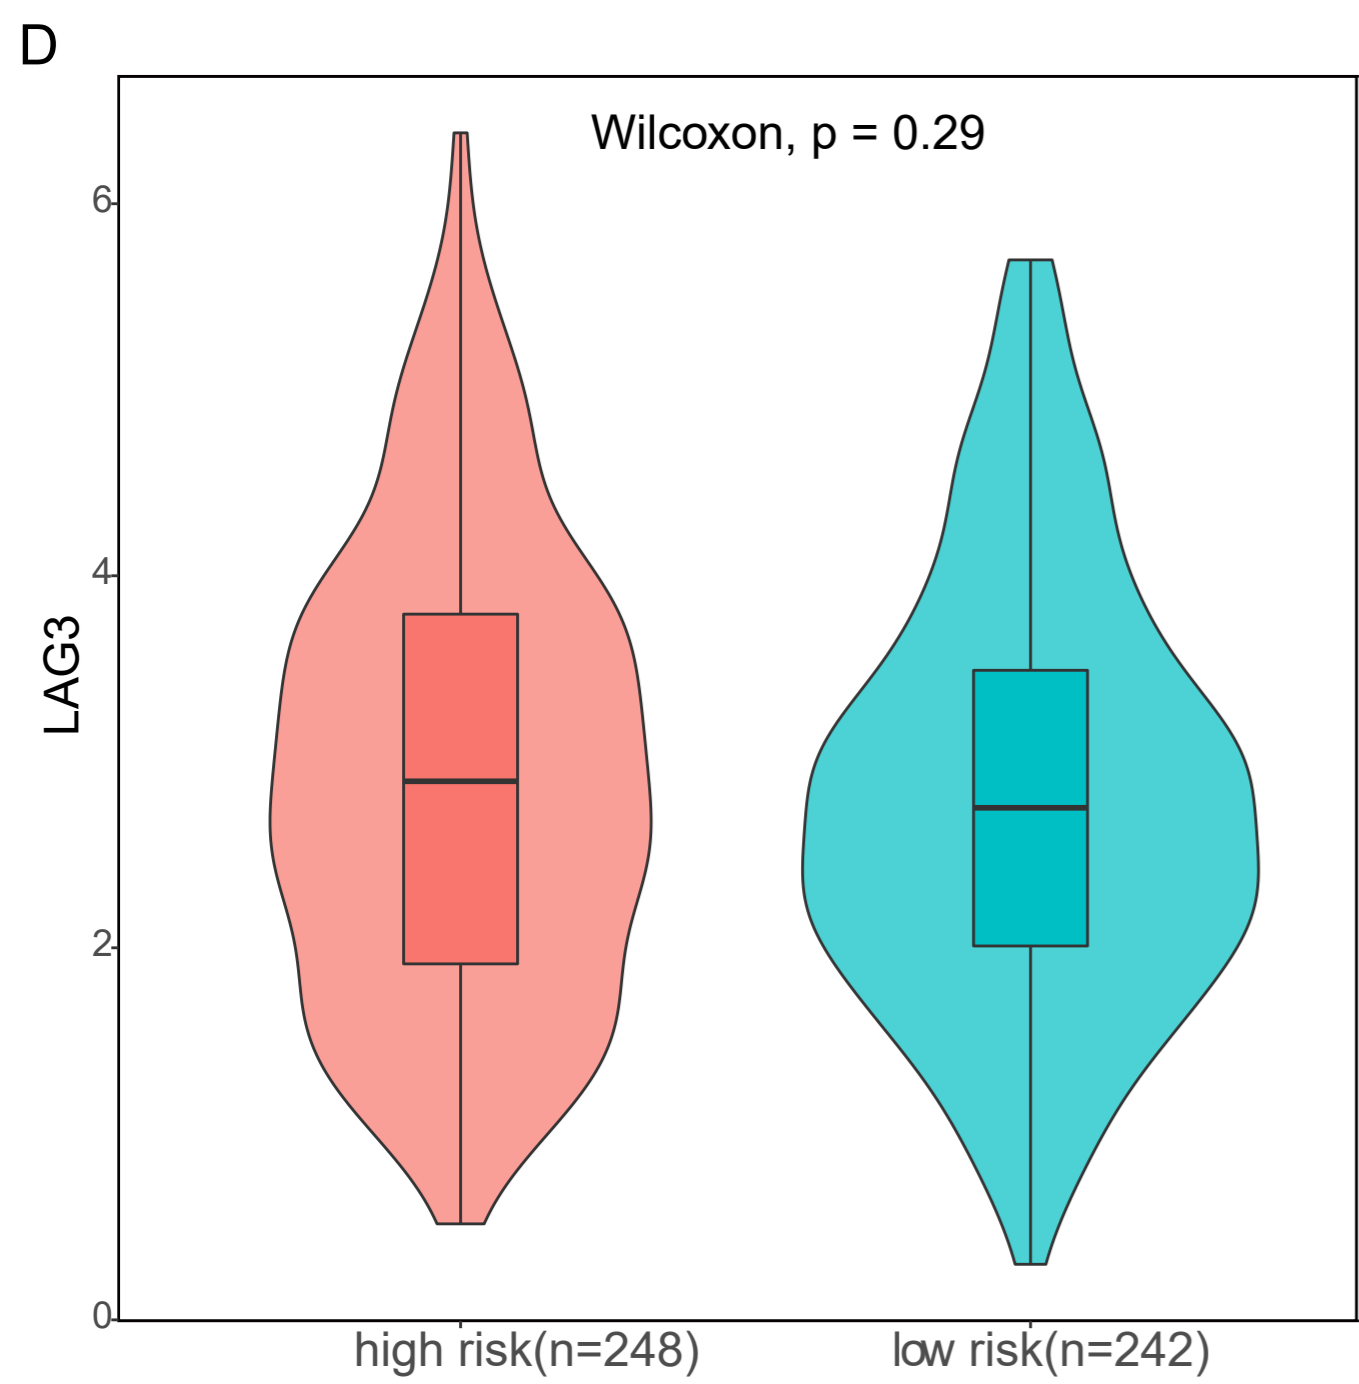 D
Wilcoxon, p = 0.29
6
4
2
0
LAG3
high risk(n=248)
low risk(n=242)